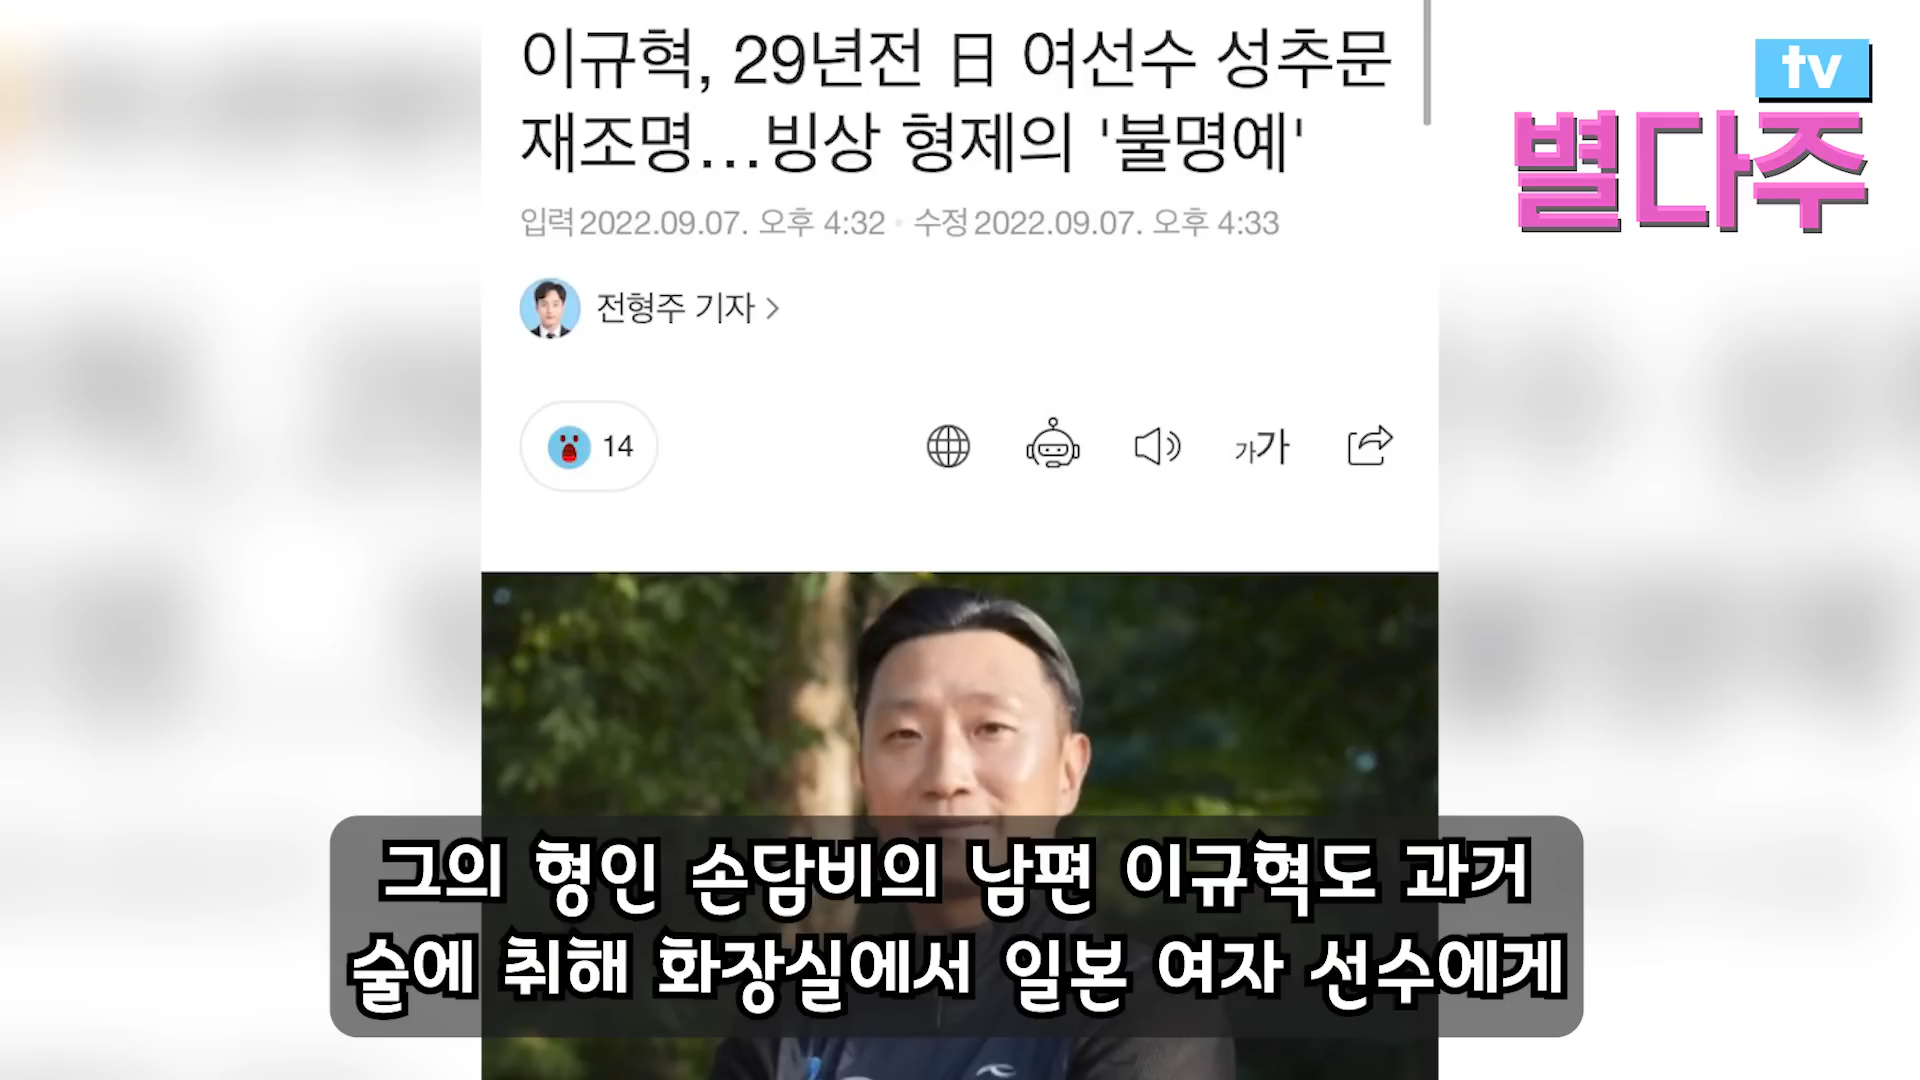 이규혁, 29년전 日 여선수 성추문
재조명…빙상 형제의 '불명예'
입력 2022.09.07. 오후 4:32 · 수정 2022.09.07. 오후 4:33
전형주 기자 >
14
가가
tv
별다주
그의 형인 손담비의 남편 이규혁도 과거
술에 취해 화장실에서 일본 여자 선수에게